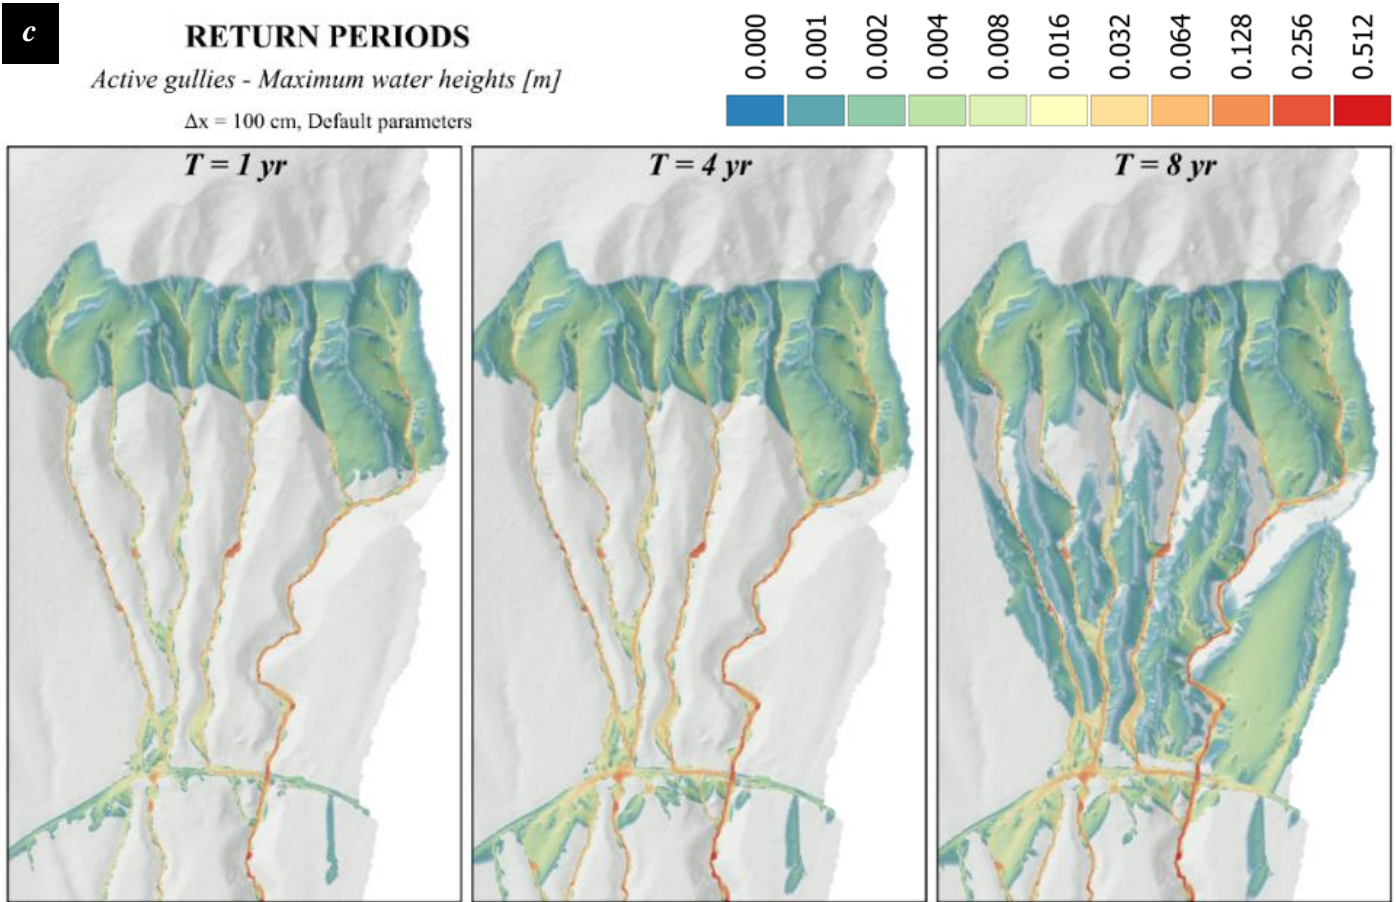 c
RETURN PERIODS
Active gullies - Maximum water heights [m]
Δx = 100 cm, Default parameters
0.000
0.001
0.002
0.004
0.008
0.016
0.032
0.064
0.128
0.256
0.512
T = 1 yr
T = 4 yr
T = 8 yr